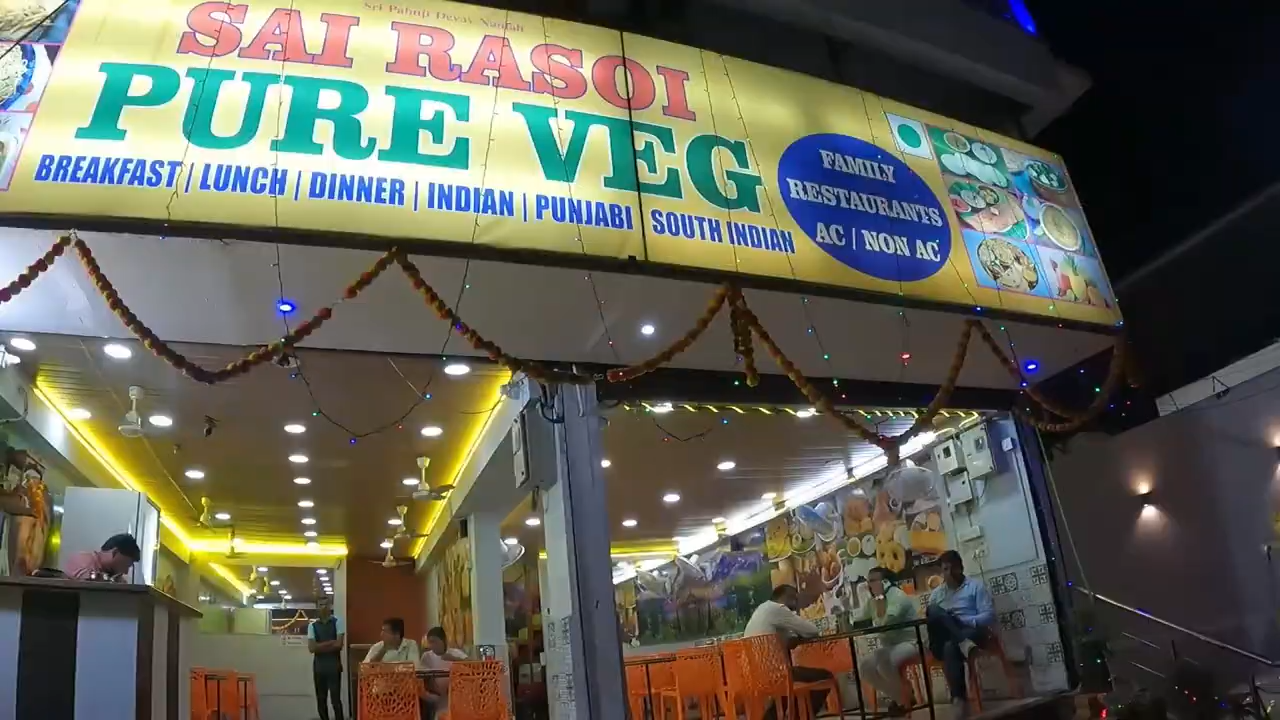 SAI RASOI
PURE VEG
BREAKFAST | LUNCH | DINNER | INDIAN | PUNJABI | SOUTH INDIAN
FAMILY
RESTAURANTS
AC | NON AC